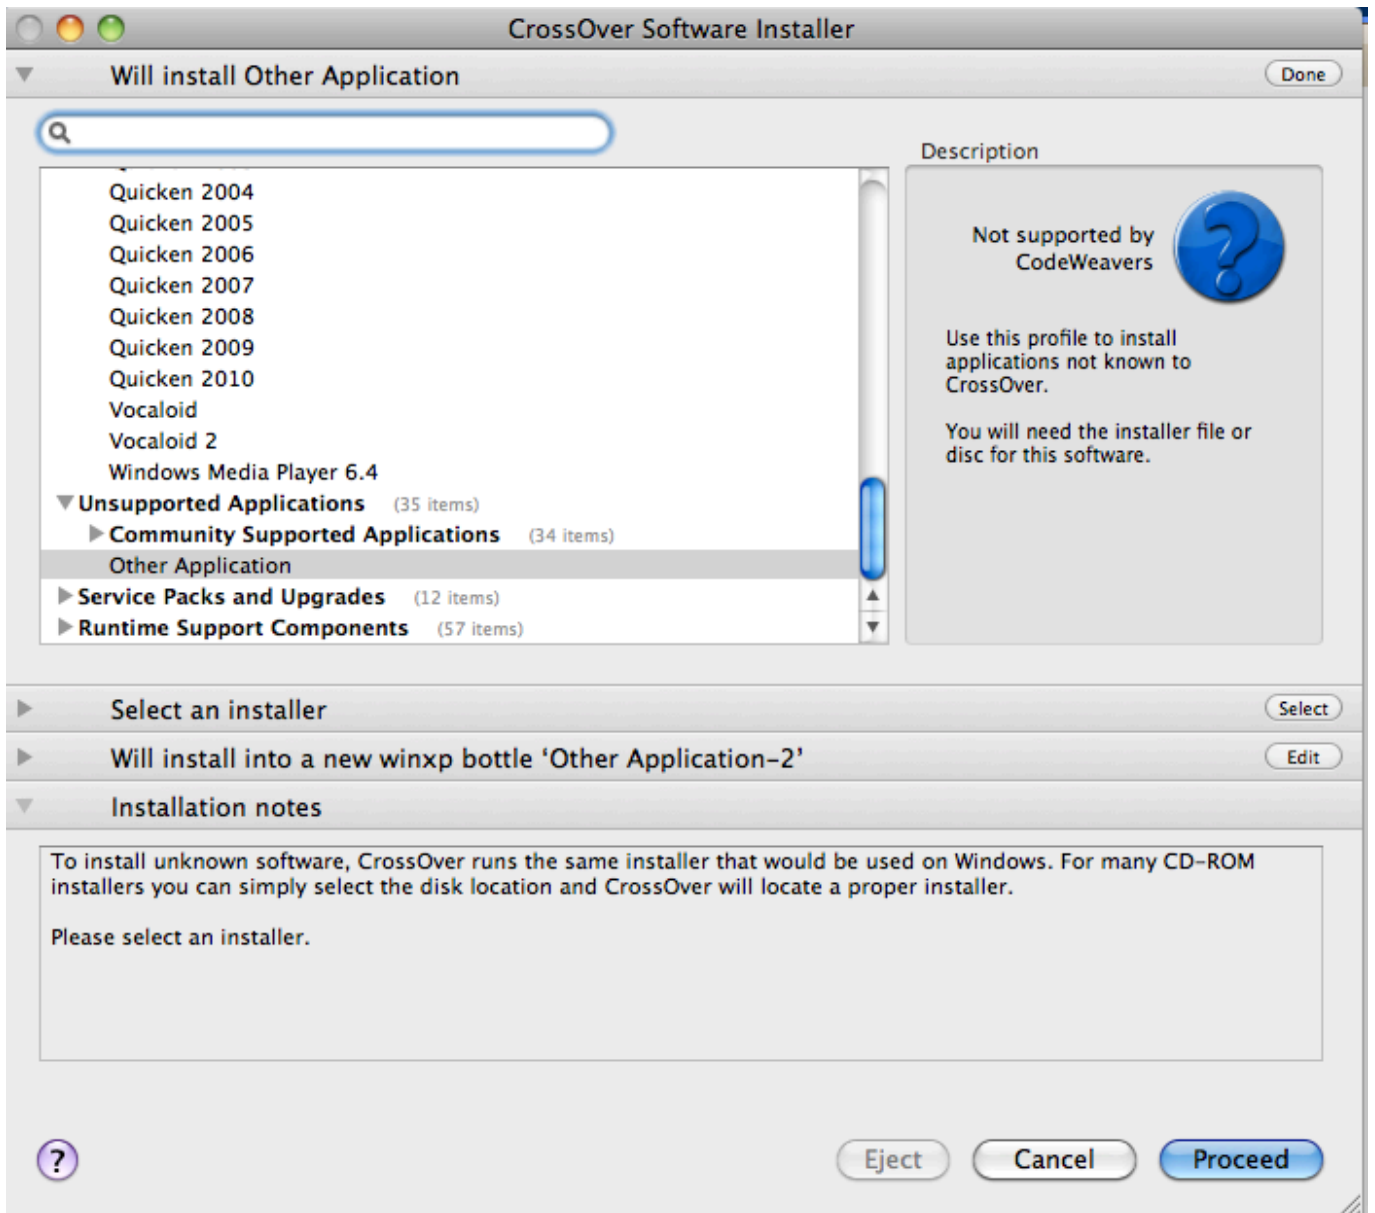 CrossOver Software Installer
Will install Other Application
Done
Description
Quicken 2004
Quicken 2005
Quicken 2006
Quicken 2007
Quicken 2008
Quicken 2009
Quicken 2010
Vocaloid
Vocaloid 2
Windows Media Player 6.4
Unsupported Applications (35 items)
Community Supported Applications (34 items)
Other Application
Service Packs and Upgrades (12 items)
Runtime Support Components (57 items)
Not supported by
CodeWeavers
?
Use this profile to install
applications not known to
CrossOver.
You will need the installer file or
disc for this software.
Select an installer
Select
Will install into a new winxp bottle ‘Other Application-2’
Edit
Installation notes
To install unknown software, CrossOver runs the same installer that would be used on Windows. For many CD-ROM
installers you can simply select the disk location and CrossOver will locate a proper installer.
Please select an installer.
?
Eject
Cancel
Proceed